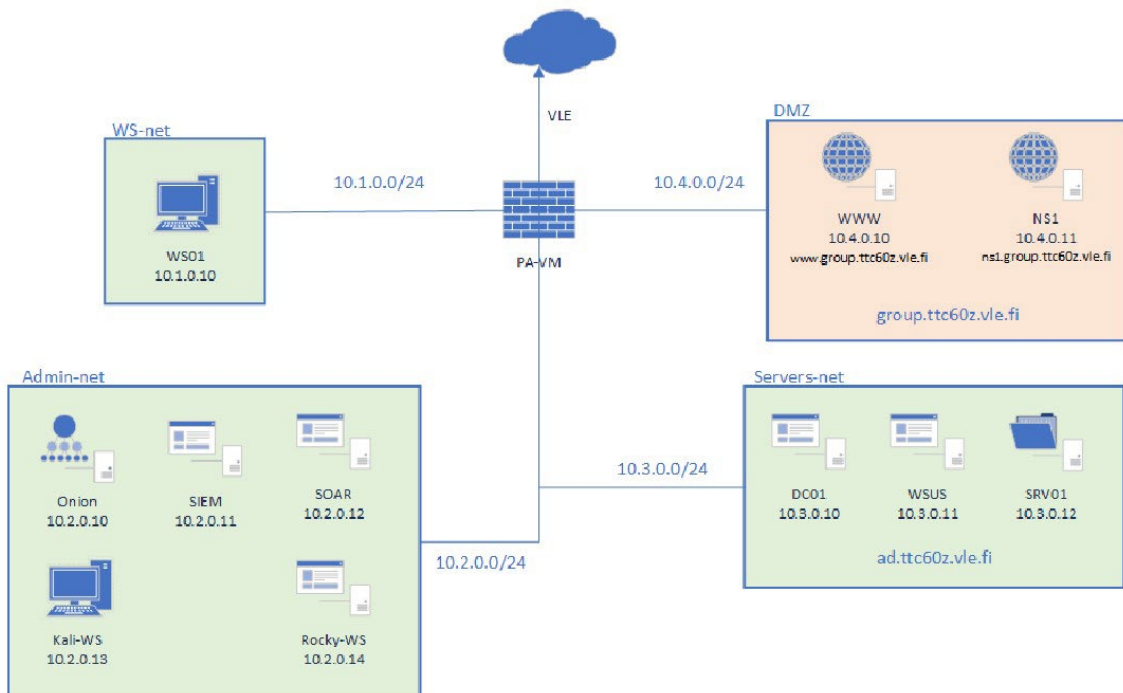 VLE
WS-net
WS01
10.1.0.10
10.1.0.0/24
PA-VM
10.4.0.0/24
DMZ
WWW
10.4.0.10
www.group.ttc60z.vle.fi
NS1
10.4.0.11
ns1.group.ttc60z.vle.fi
group.ttc60z.vle.fi
Admin-net
Onion
10.2.0.10
SIEM
10.2.0.11
SOAR
10.2.0.12
Kali-WS
10.2.0.13
Rocky-WS
10.2.0.14
10.2.0.0/24
10.3.0.0/24
Servers-net
DC01
10.3.0.10
WSUS
10.3.0.11
SRV01
10.3.0.12
ad.ttc60z.vle.fi